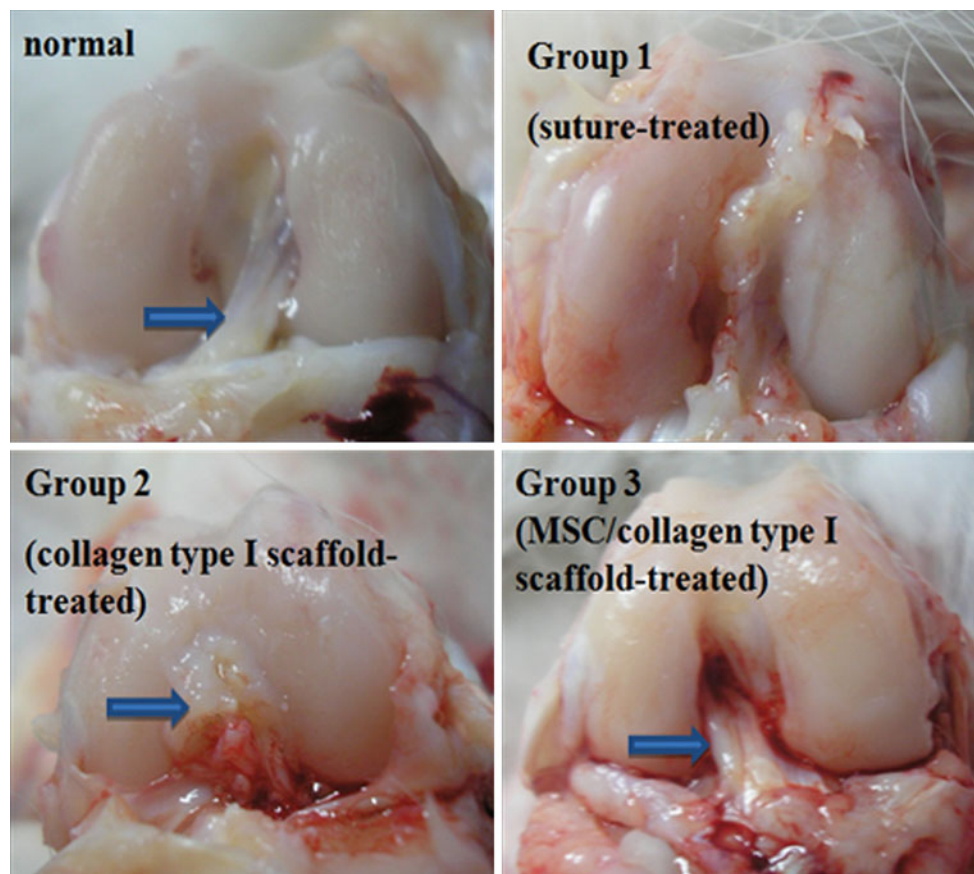 normal
Group 1
(suture-treated)
Group 2
(collagen type I scaffold-
treated)
Group 3
(MSC/collagen type I
scaffold-treated)